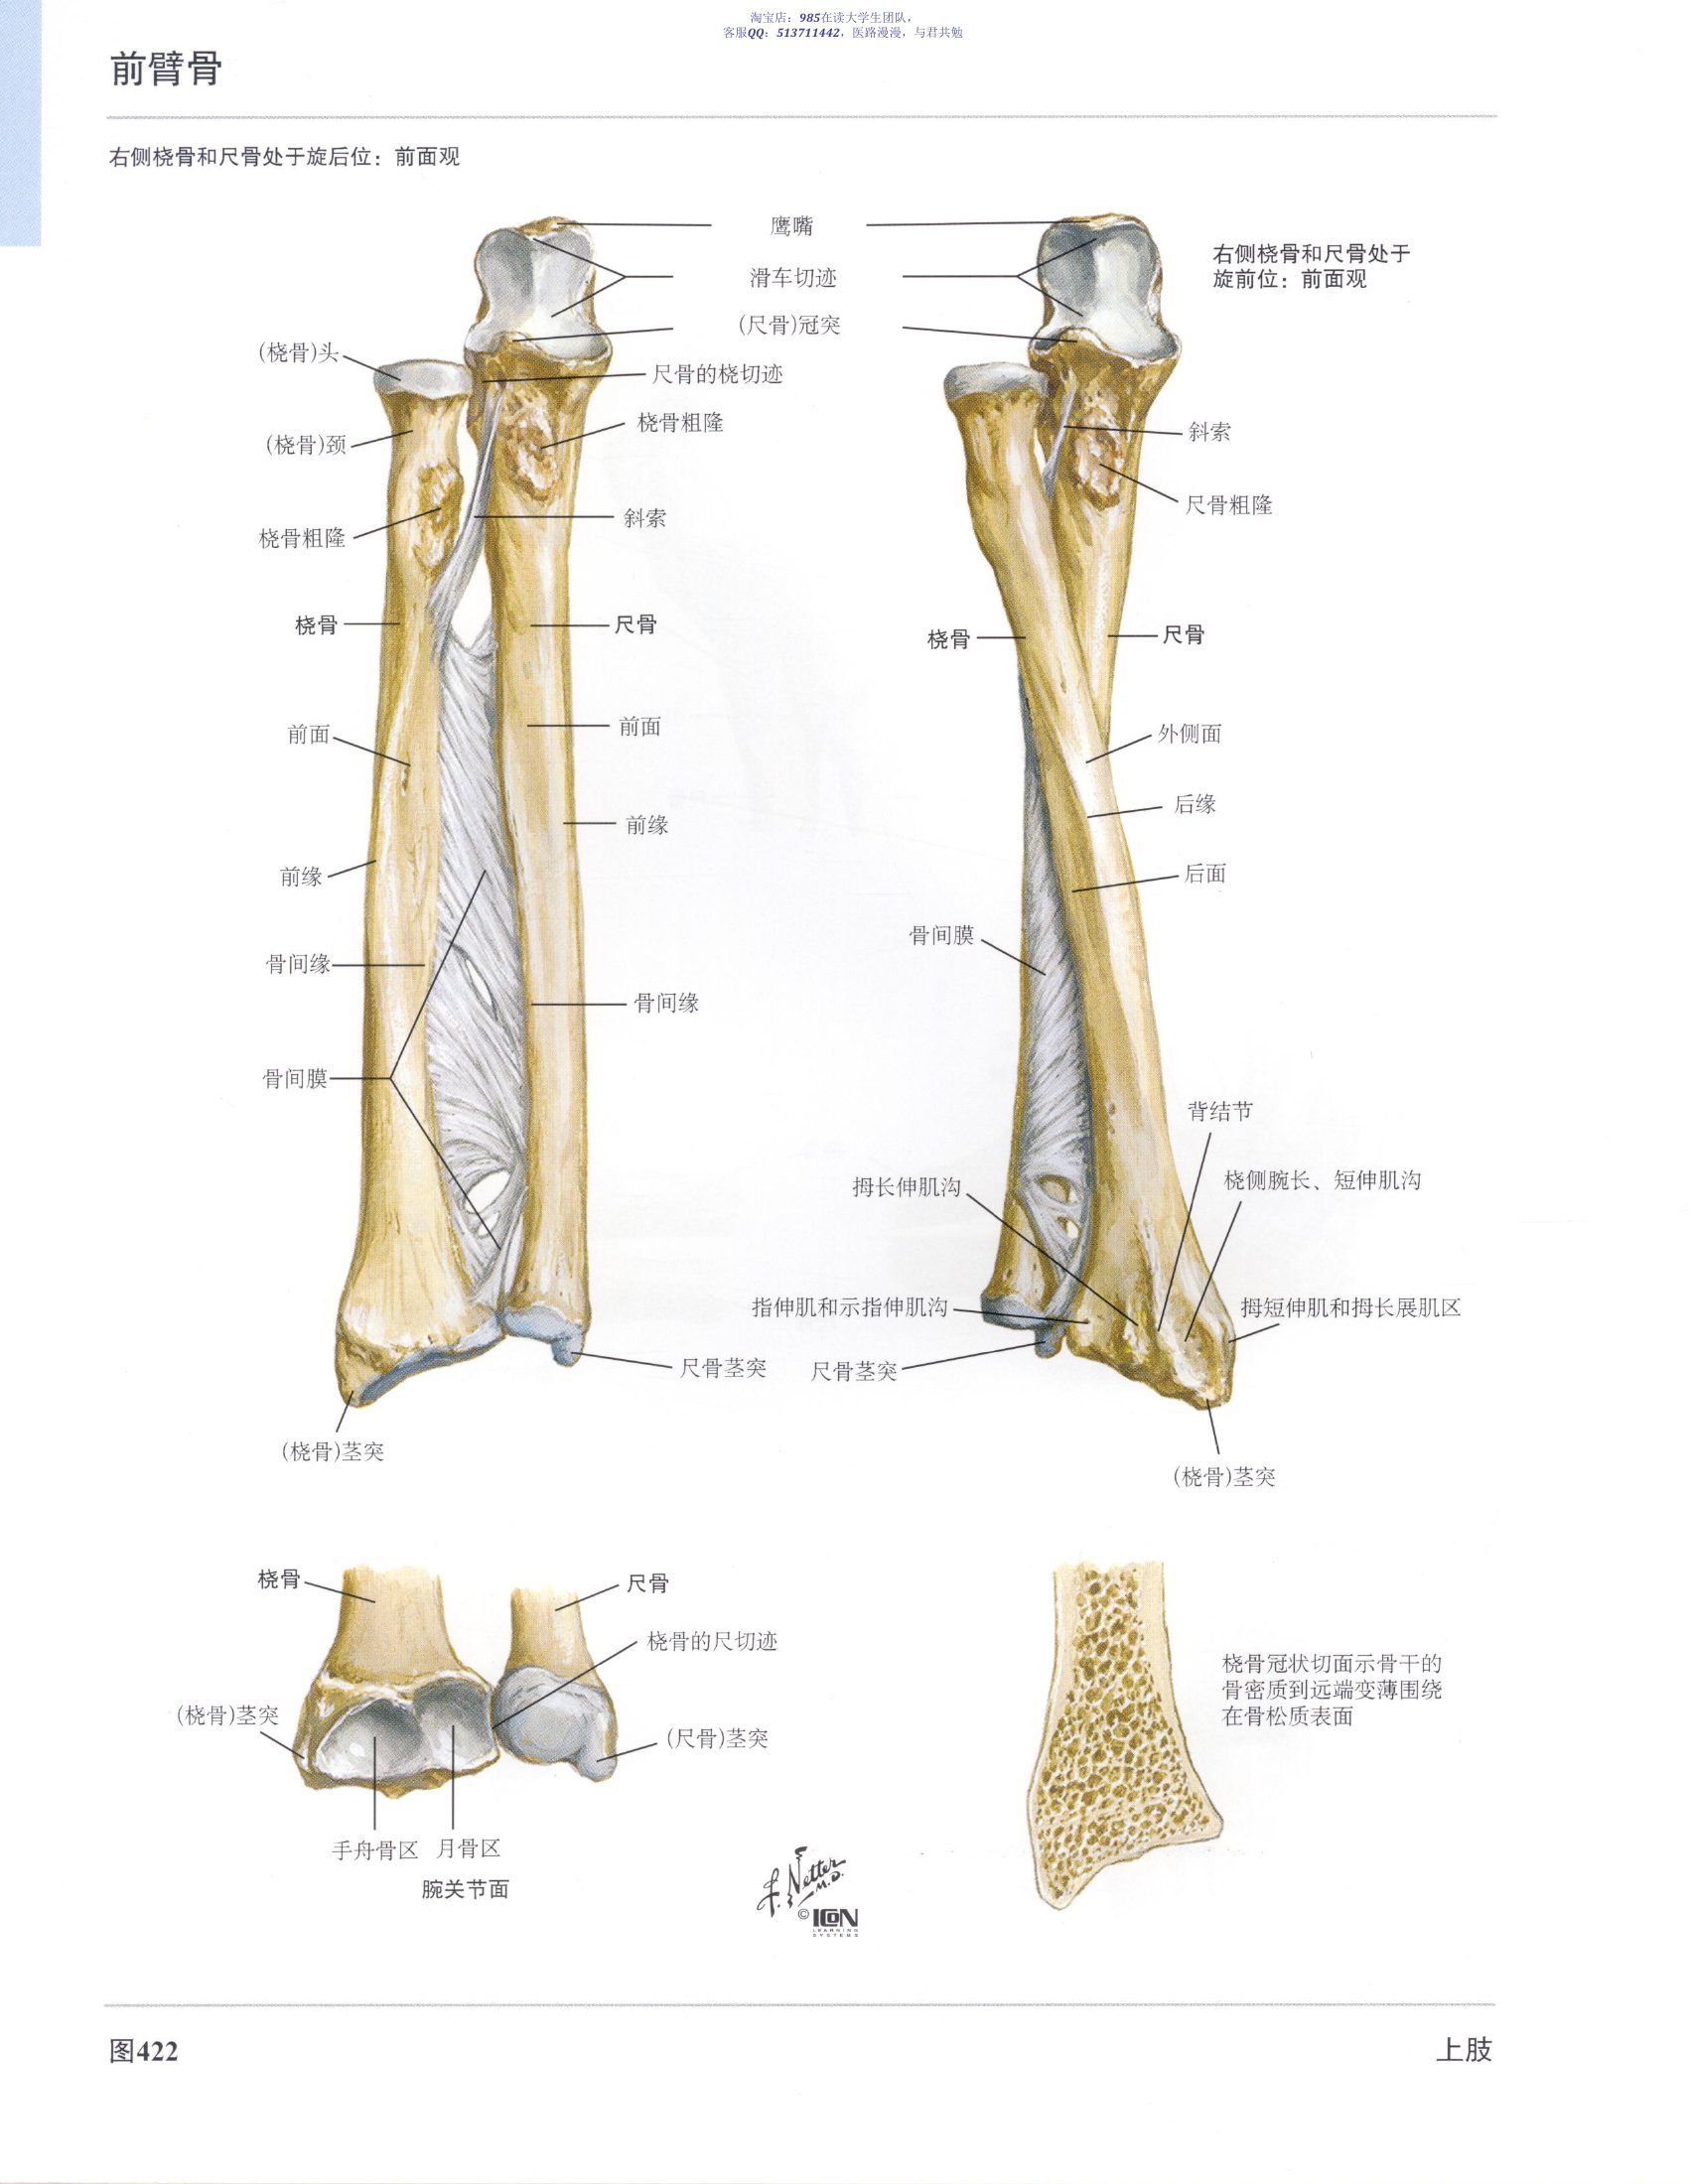 淘宝店：985在读大学生团队，
客服QQ：513711442，医路漫漫，与君共勉
前臂骨
右侧桡骨和尺骨处于旋后位：前面观
鹰嘴
滑车切迹
(尺骨)冠突
右侧桡骨和尺骨处于
旋前位：前面观
(桡骨)头
尺骨的桡切迹
桡骨粗隆
(桡骨)颈
斜索
尺骨粗隆
斜索
桡骨粗隆
桡骨
尺骨
桡骨
尺骨
前面
前面
外侧面
前缘
后缘
前缘
后面
骨间膜
骨间缘
骨间缘
骨间膜
背结节
拇长伸肌沟
桡侧腕长、短伸肌沟
指伸肌和示指伸肌沟
拇短伸肌和拇长展肌区
尺骨茎突
尺骨茎突
(桡骨)茎突
(桡骨)茎突
桡骨
尺骨
桡骨的尺切迹
(桡骨)茎突
(尺骨)茎突
手舟骨区
月骨区
腕关节面
桡骨冠状切面示骨干的
骨密质到远端变薄围绕
在骨松质表面
F. Netter
M.D.
© ICON
LEARNING
SYSTEMS
图422
上肢